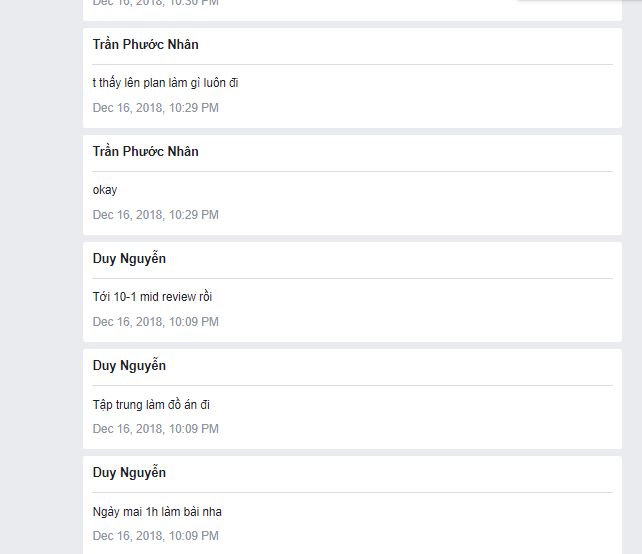 Dec 16, 2018, 10:30 PM
Trần Phước Nhân
t thấy lên plan làm gì luôn đi
Dec 16, 2018, 10:29 PM
Trần Phước Nhân
okay
Dec 16, 2018, 10:29 PM
Duy Nguyễn
Tới 10-1 mid review rồi
Dec 16, 2018, 10:09 PM
Duy Nguyễn
Tập trung làm đồ án đi
Dec 16, 2018, 10:09 PM
Duy Nguyễn
Ngày mai 1h làm bài nha
Dec 16, 2018, 10:09 PM